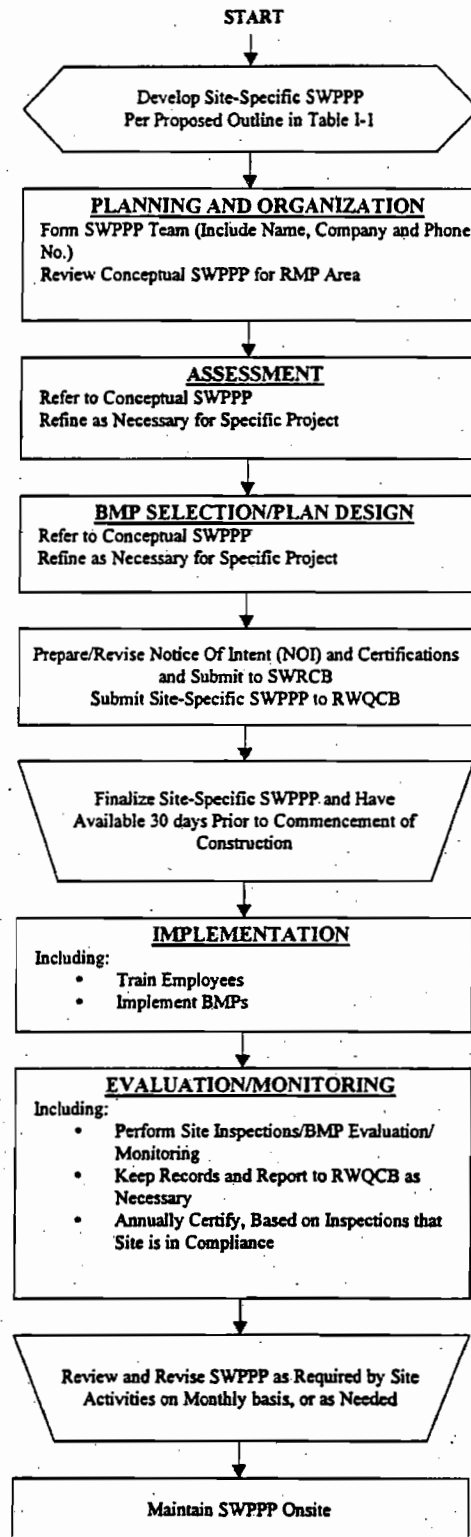 START
Develop Site-Specific SWPPP
Per Proposed Outline in Table I-1
PLANNING AND ORGANIZATION
Form SWPPP Team (Include Name, Company and Phone
No.)
Review Conceptual SWPPP for RMP Area
ASSESSMENT
Refer to Conceptual SWPPP
Refine as Necessary for Specific Project
BMP SELECTION/PLAN DESIGN
Refer to Conceptual SWPPP
Refine as Necessary for Specific Project
Prepare/Revise Notice Of Intent (NOI) and Certifications
and Submit to SWRCB
Submit Site-Specific SWPPP to RWQCB
Finalize Site-Specific SWPPP and Have
Available 30 days Prior to Commencement of
Construction
IMPLEMENTATION
Including:
• Train Employees
• Implement BMPs
EVALUATION/MONITORING
Including:
• Perform Site Inspections/BMP Evaluation/
Monitoring
• Keep Records and Report to RWQCB as
Necessary
• Annually Certify, Based on Inspections that
Site is in Compliance
Review and Revise SWPPP as Required by Site
Activities on Monthly basis, or as Needed
Maintain SWPPP Onsite